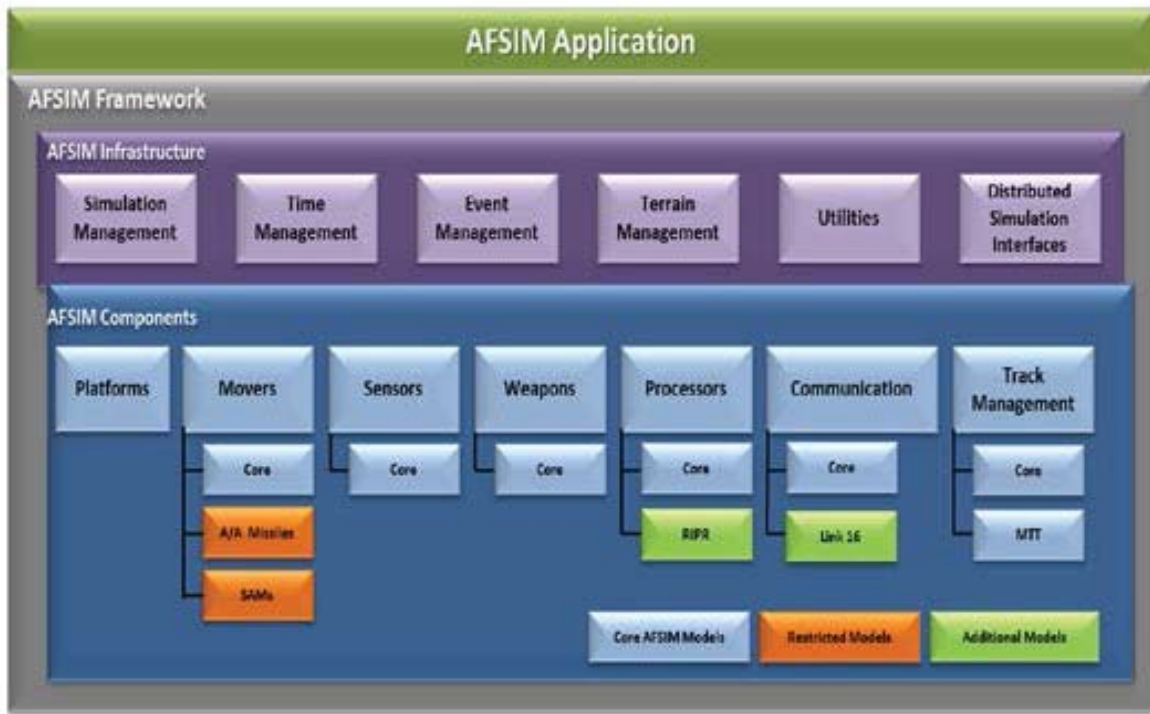 AFSIM Application
AFSIM Framework
AFSIM Infrastructure
Simulation
Management
Time
Management
Event
Management
Terrain
Management
Utilities
Distributed
Simulation
Interfaces
AFSIM Components
Platforms
Movers
Sensors
Weapons
Processors
Communication
Track
Management
Core
Core
Core
Core
Core
Core
A/A Missiles
RIPR
Link 16
MTT
SAMs
Core AFSIM Models
Restricted Models
Additional Models